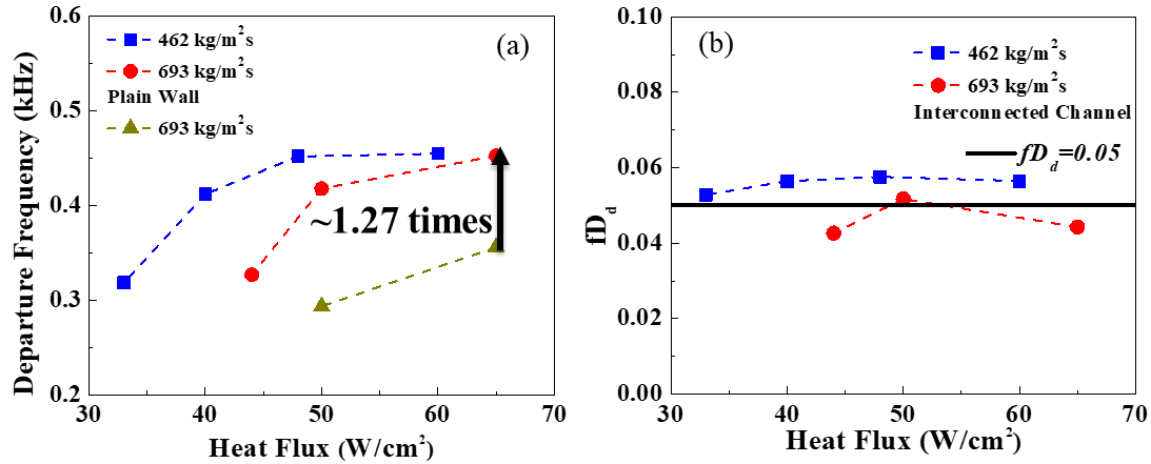 (a)
462 kg/m²s
693 kg/m²s
Plain Wall
693 kg/m²s
~1.27 times
Departure Frequency (kHz)
0.6
0.5
0.4
0.3
0.2
30
40
50
60
70
Heat Flux (W/cm²)
(b)
462 kg/m²s
693 kg/m²s
Interconnected Channel
fD_d=0.05
fD_d
0.10
0.08
0.06
0.04
0.02
0.00
30
40
50
60
70
Heat Flux (W/cm²)